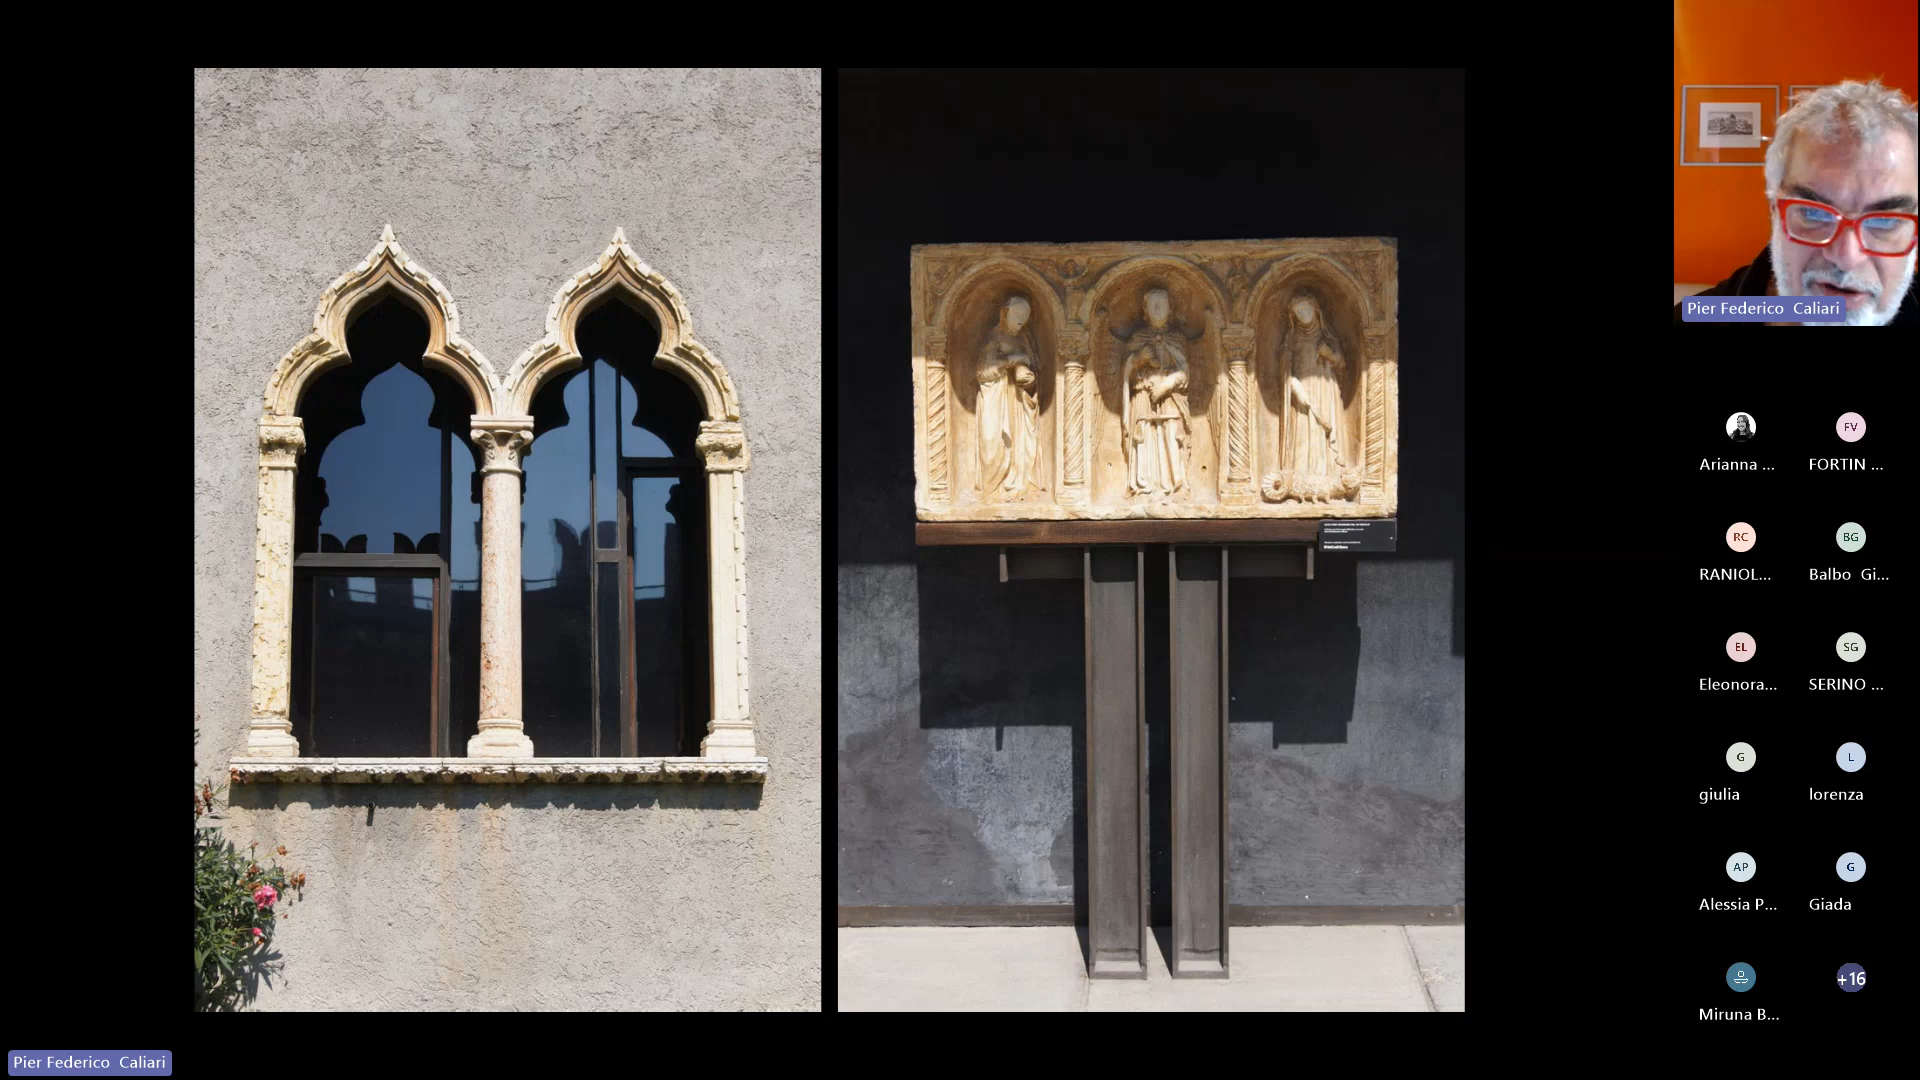 Pier Federico Caliari
Arianna ...
FV
FORTIN ...
RC
RANIOL...
BG
Balbo Gi...
EL
Eleonora...
SG
SERINO ...
G
giulia
L
lorenza
AP
Alessia P...
G
Giada
Miruna B...
+16
Pier Federico Caliari